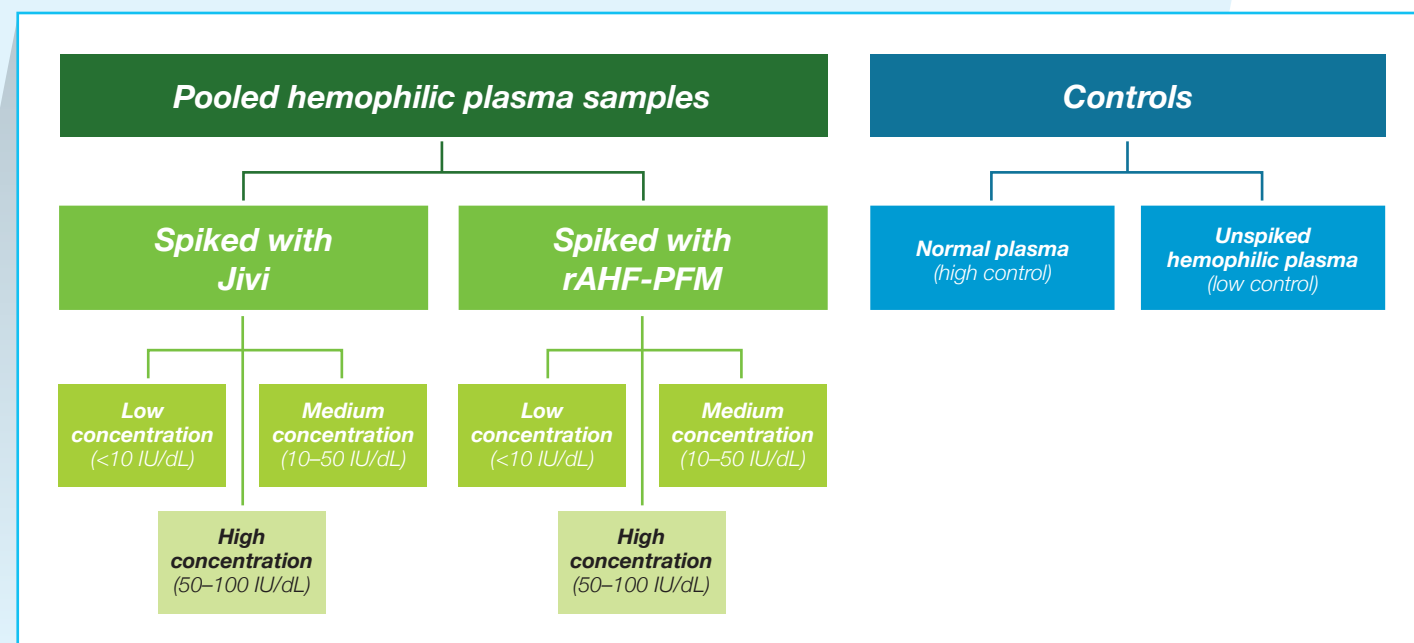 Pooled hemophilic plasma samples
Controls
Spiked with
Jivi
Spiked with
rAHF-PFM
Normal plasma
(high control)
Unspiked
hemophilic plasma
(low control)
Low
concentration
(<10 IU/dL)
Medium
concentration
(10–50 IU/dL)
Low
concentration
(<10 IU/dL)
Medium
concentration
(10–50 IU/dL)
High
concentration
(50–100 IU/dL)
High
concentration
(50–100 IU/dL)